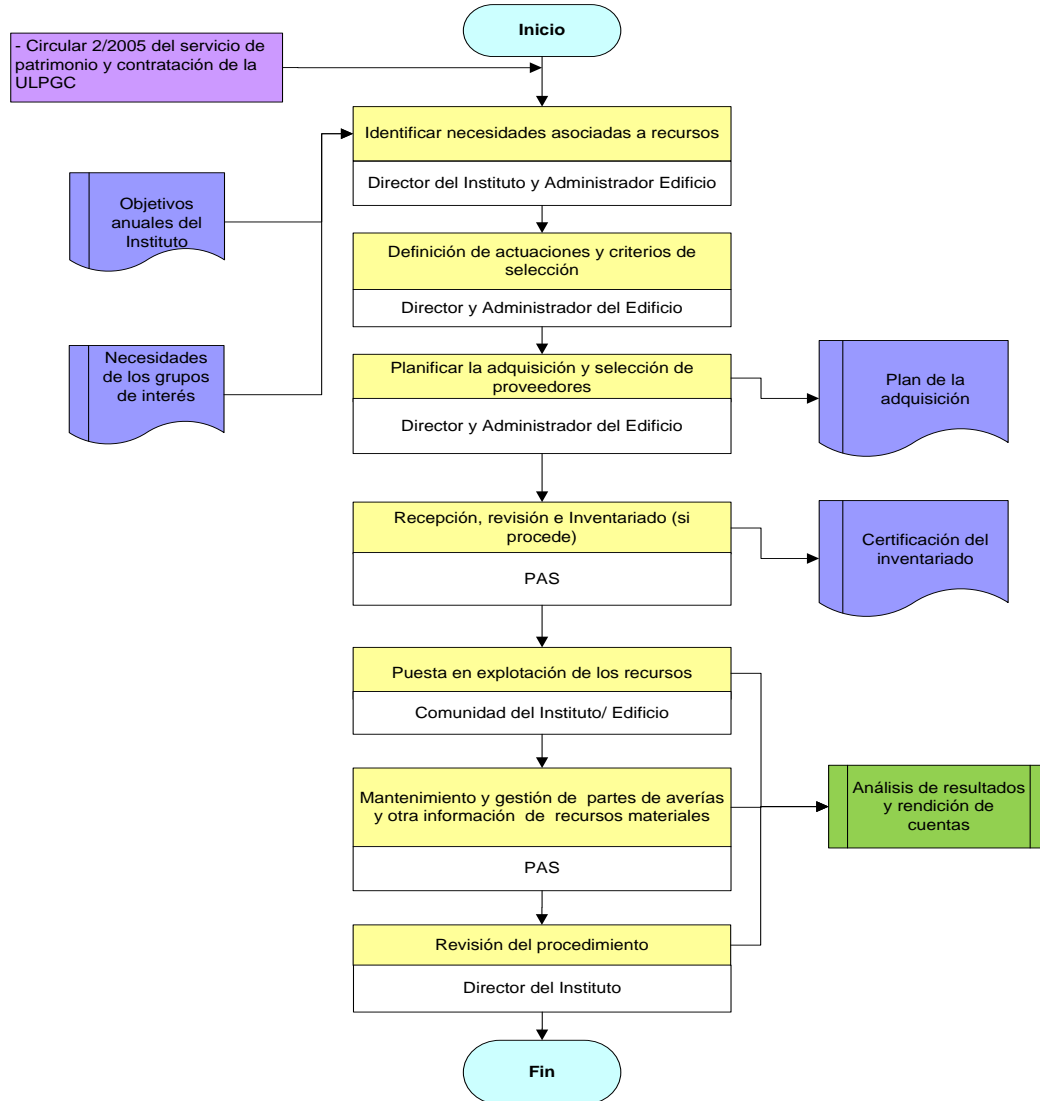 Inicio
- Circular 2/2005 del servicio de
patrimonio y contratación de la
ULPGC
Identificar necesidades asociadas a recursos
Director del Instituto y Administrador Edificio
Objetivos
anuales del
Instituto
Definición de actuaciones y criterios de
selección
Director y Administrador del Edificio
Necesidades
de los grupos
de interés
Planificar la adquisición y selección de
proveedores
Director y Administrador del Edificio
Plan de la
adquisición
Recepción, revisión e Inventariado (si
procede)
PAS
Certificación del
inventariado
Puesta en explotación de los recursos
Comunidad del Instituto/ Edificio
Mantenimiento y gestión de partes de averías
y otra información de recursos materiales
PAS
Análisis de resultados
y rendición de
cuentas
Revisión del procedimiento
Director del Instituto
Fin